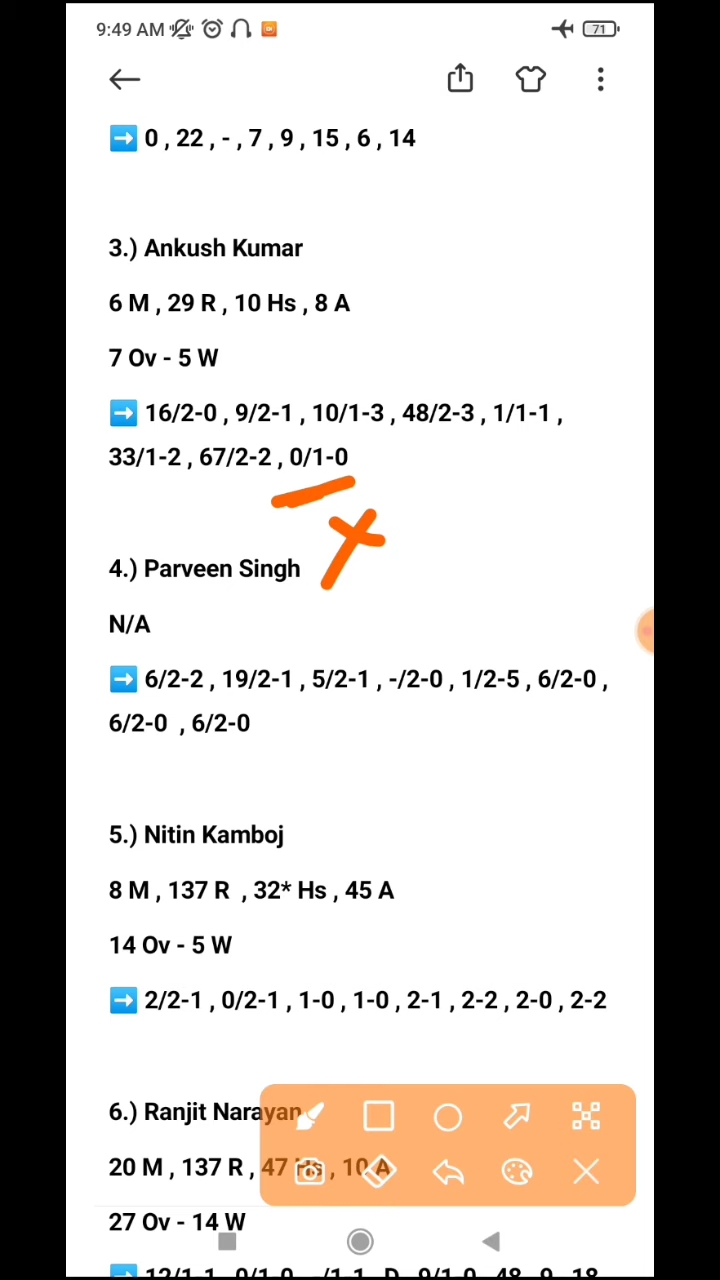 9:49 AM 71
➡ 0 , 22 , - , 7 , 9 , 15 , 6 , 14
3.) Ankush Kumar
6 M , 29 R , 10 Hs , 8 A
7 Ov - 5 W
➡ 16/2-0 , 9/2-1 , 10/1-3 , 48/2-3 , 1/1-1 ,
33/1-2 , 67/2-2 , 0/1-0
4.) Parveen Singh
N/A
➡ 6/2-2 , 19/2-1 , 5/2-1 , -/2-0 , 1/2-5 , 6/2-0 ,
6/2-0 , 6/2-0
5.) Nitin Kamboj
8 M , 137 R , 32* Hs , 45 A
14 Ov - 5 W
➡ 2/2-1 , 0/2-1 , 1-0 , 1-0 , 2-1 , 2-2 , 2-0 , 2-2
6.) Ranjit Narayan
20 M , 137 R , 47 Hs , 10 A
27 Ov - 14 W